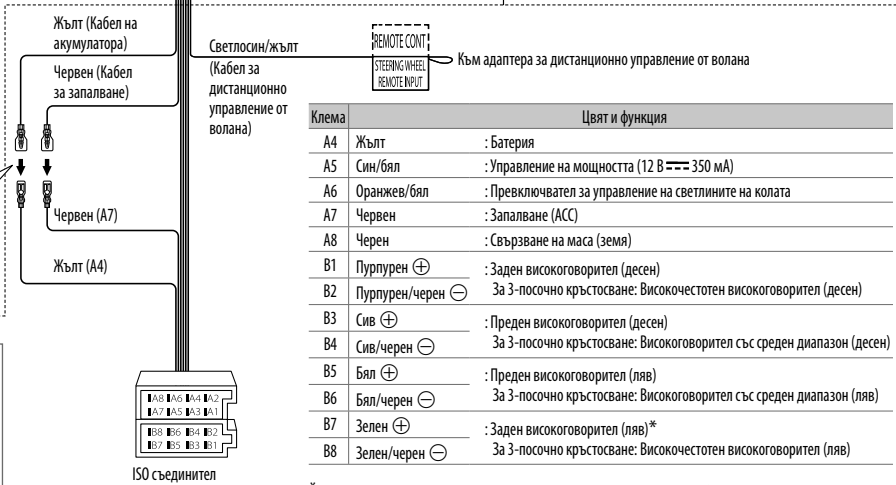 Жълт (Кабел на
акумулатора)
Червен (Кабел
за запалване)
Светлосин/жълт
(Кабел за
дистанционно
управление от
волана)
REMOTE CONT
STEERING WHEEL
REMOTE INPUT
Към адаптера за дистанционно управление от волана
Червен (A7)
Жълт (A4)
A8 A6 A4 A2
A7 A5 A3 A1
B8 B6 B4 B2
B7 B5 B3 B1
ISO съединител
Клема Цвят и функция
A4 Жълт : Батерия
A5 Син/бял : Управление на мощността (12 В ⎓ 350 мА)
A6 Оранжев/бял : Превключвател за управление на светлините на колата
A7 Червен : Запалване (ACC)
A8 Черен : Свързване на маса (земя)
B1 Пурпурен ⊕ : Заден високоговорител (десен)
B2 Пурпурен/черен ⊖ За 3-посочно кръстосване: Високочестотен високоговорител (десен)
B3 Сив ⊕ : Преден високоговорител (десен)
B4 Сив/черен ⊖ За 3-посочно кръстосване: Високоговорител със среден диапазон (десен)
B5 Бял ⊕ : Преден високоговорител (ляв)
B6 Бял/черен ⊖ За 3-посочно кръстосване: Високоговорител със среден диапазон (ляв)
B7 Зелен ⊕ : Заден високоговорител (ляв)*
B8 Зелен/черен ⊖ За 3-посочно кръстосване: Високочестотен високоговорител (ляв)